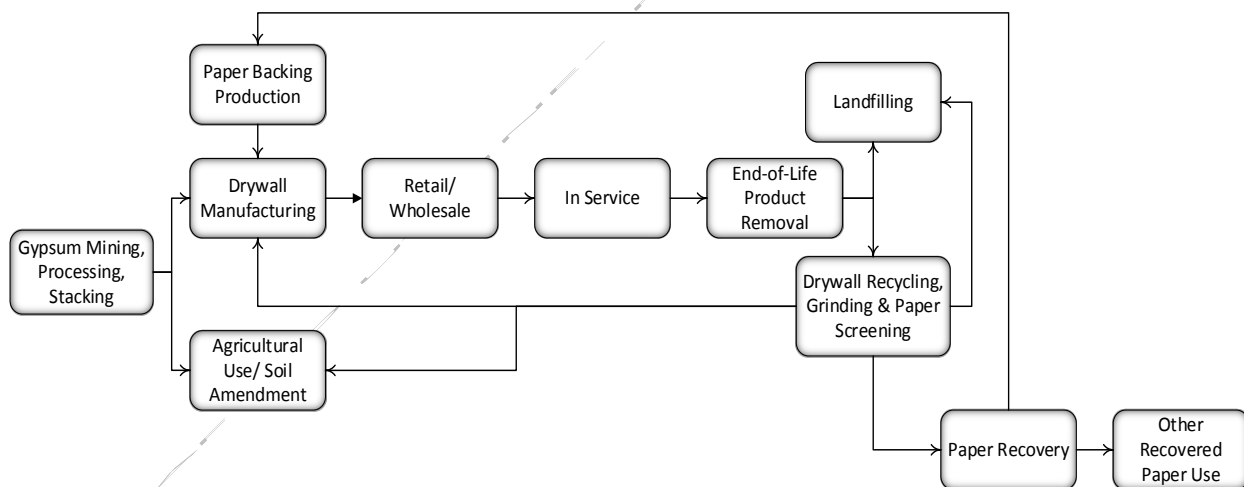 Paper Backing
Production
Landfilling
Drywall
Manufacturing
Retail/
Wholesale
In Service
End-of-Life
Product
Removal
Gypsum Mining,
Processing,
Stacking
Drywall Recycling,
Grinding & Paper
Screening
Agricultural
Use/ Soil
Amendment
Paper Recovery
Other
Recovered
Paper Use